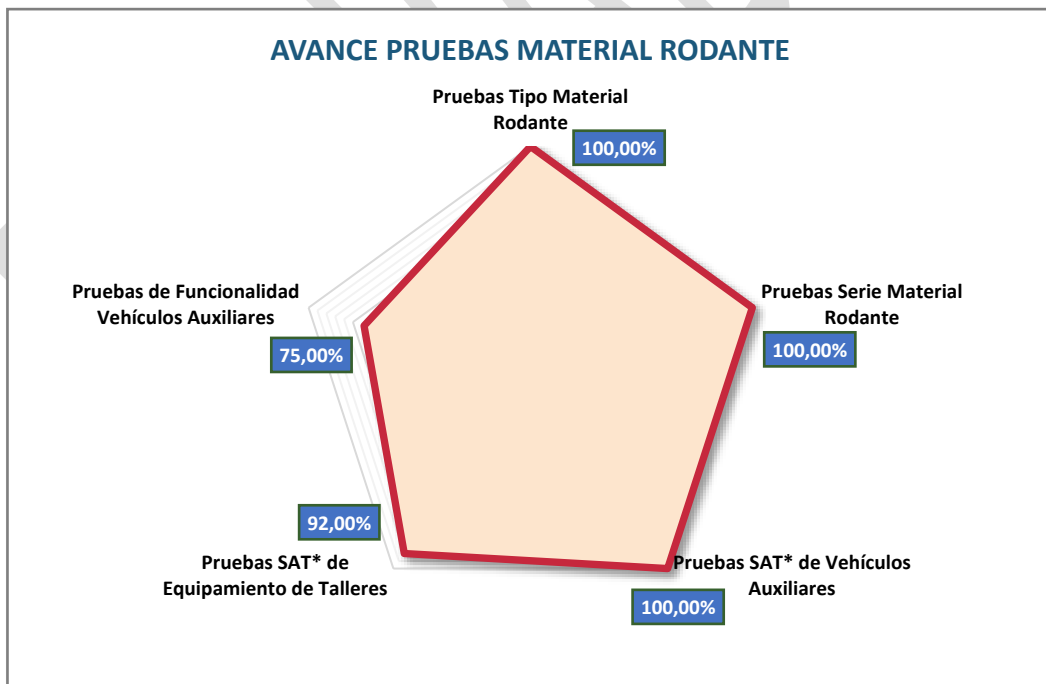 AVANCE PRUEBAS MATERIAL RODANTE
Pruebas Tipo Material
Rodante
100,00%
Pruebas Serie Material
Rodante
100,00%
Pruebas SAT* de Vehículos
Auxiliares
100,00%
Pruebas SAT* de
Equipamiento de Talleres
92,00%
Pruebas de Funcionalidad
Vehículos Auxiliares
75,00%